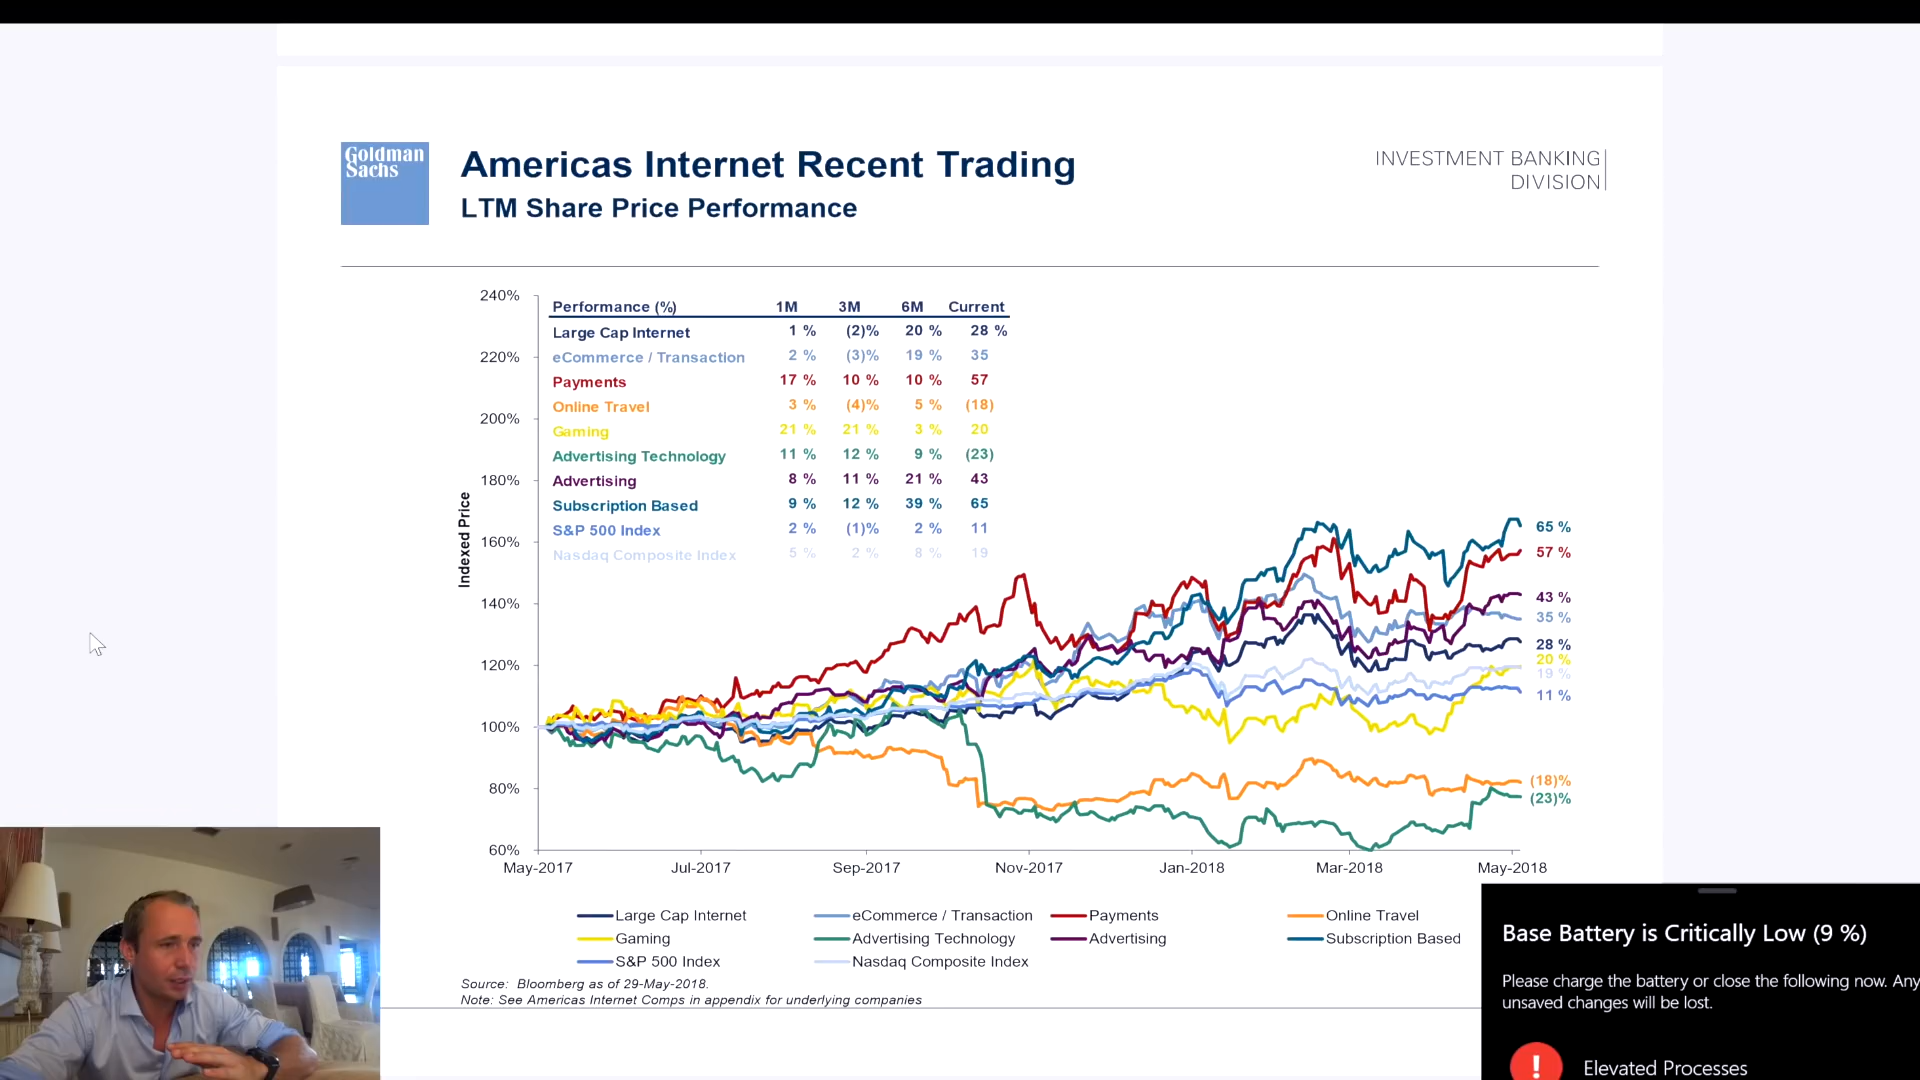 Goldman
Sachs
Americas Internet Recent Trading
LTM Share Price Performance
INVESTMENT BANKING
DIVISION
Performance (%) 1M 3M 6M Current
Large Cap Internet 1 % (2)% 20 % 28 %
eCommerce / Transaction 2 % (3)% 19 % 35
Payments 17 % 10 % 10 % 57
Online Travel 3 % (4)% 5 % (18)
Gaming 21 % 21 % 3 % 20
Advertising Technology 11 % 12 % 9 % (23)
Advertising 8 % 11 % 21 % 43
Subscription Based 9 % 12 % 39 % 65
S&P 500 Index 2 % (1)% 2 % 11
Nasdaq Composite Index 5 % 2 % 8 % 19
Indexed Price
240%
220%
200%
180%
160%
140%
120%
100%
80%
60%
65 %
57 %
43 %
35 %
28 %
20 %
19 %
11 %
(18)%
(23)%
May-2017 Jul-2017 Sep-2017 Nov-2017 Jan-2018 Mar-2018 May-2018
Large Cap Internet eCommerce / Transaction Payments Online Travel
Gaming Advertising Technology Advertising Subscription Based
S&P 500 Index Nasdaq Composite Index
Source: Bloomberg as of 29-May-2018.
Note: See Americas Internet Comps in appendix for underlying companies
Base Battery is Critically Low (9 %)
Please charge the battery or close the following now. Any
unsaved changes will be lost.
Elevated Processes